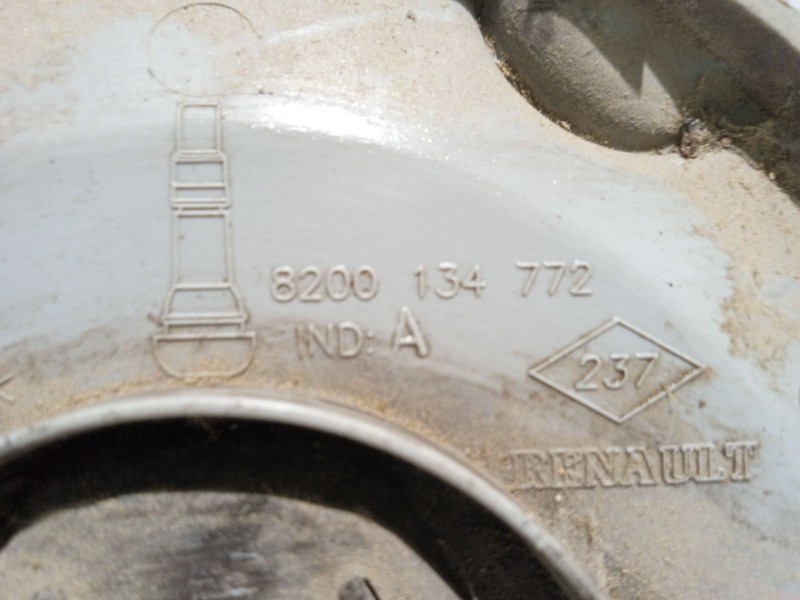 8200 134 772
IND: A
237
RENAULT